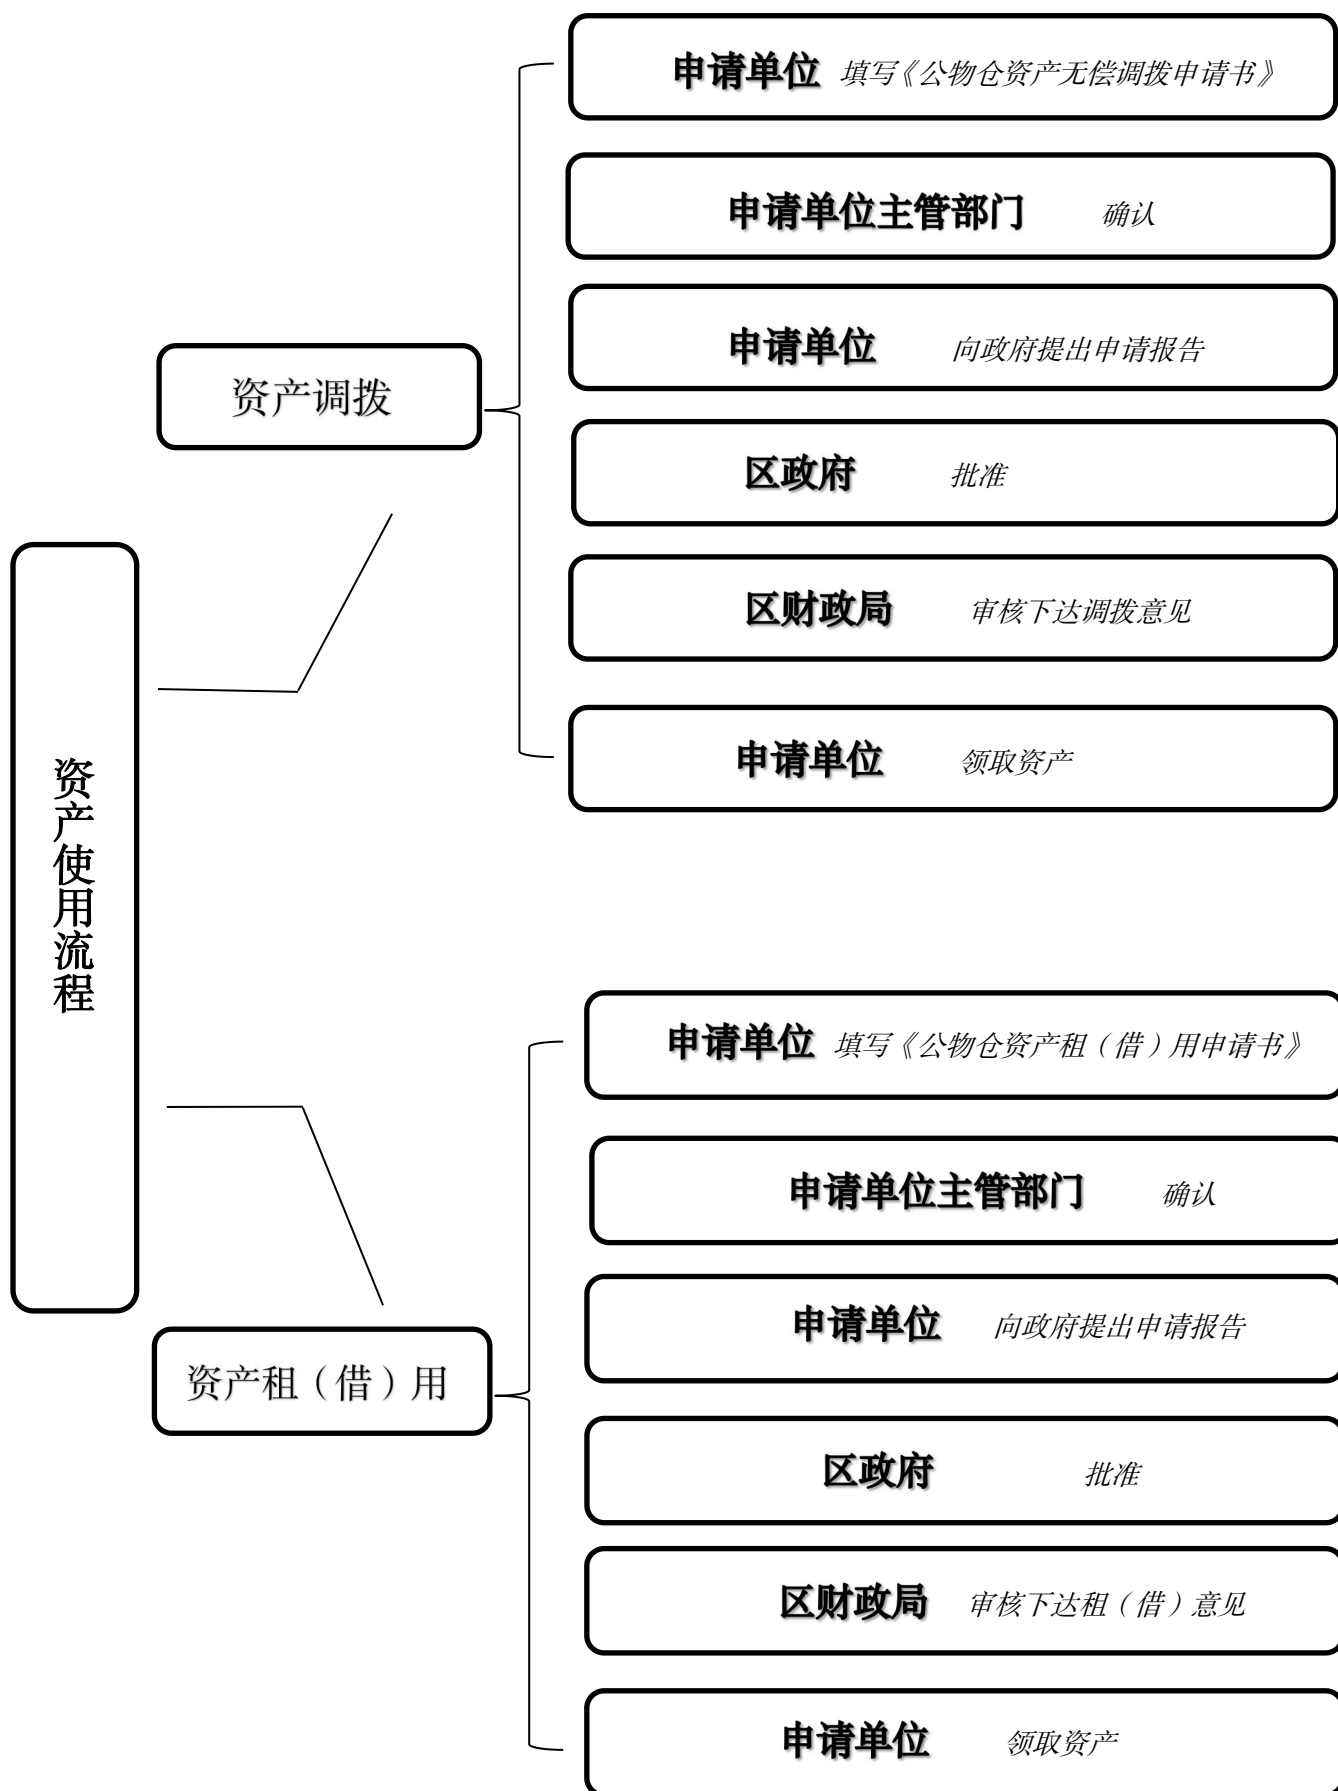 资产使用流程
资产调拨
申请单位 填写《公物仓资产无偿调拨申请书》
申请单位主管部门 确认
申请单位 向政府提出申请报告
区政府 批准
区财政局 审核下达调拨意见
申请单位 领取资产
资产租（借）用
申请单位 填写《公物仓资产租（借）用申请书》
申请单位主管部门 确认
申请单位 向政府提出申请报告
区政府 批准
区财政局 审核下达租（借）意见
申请单位 领取资产